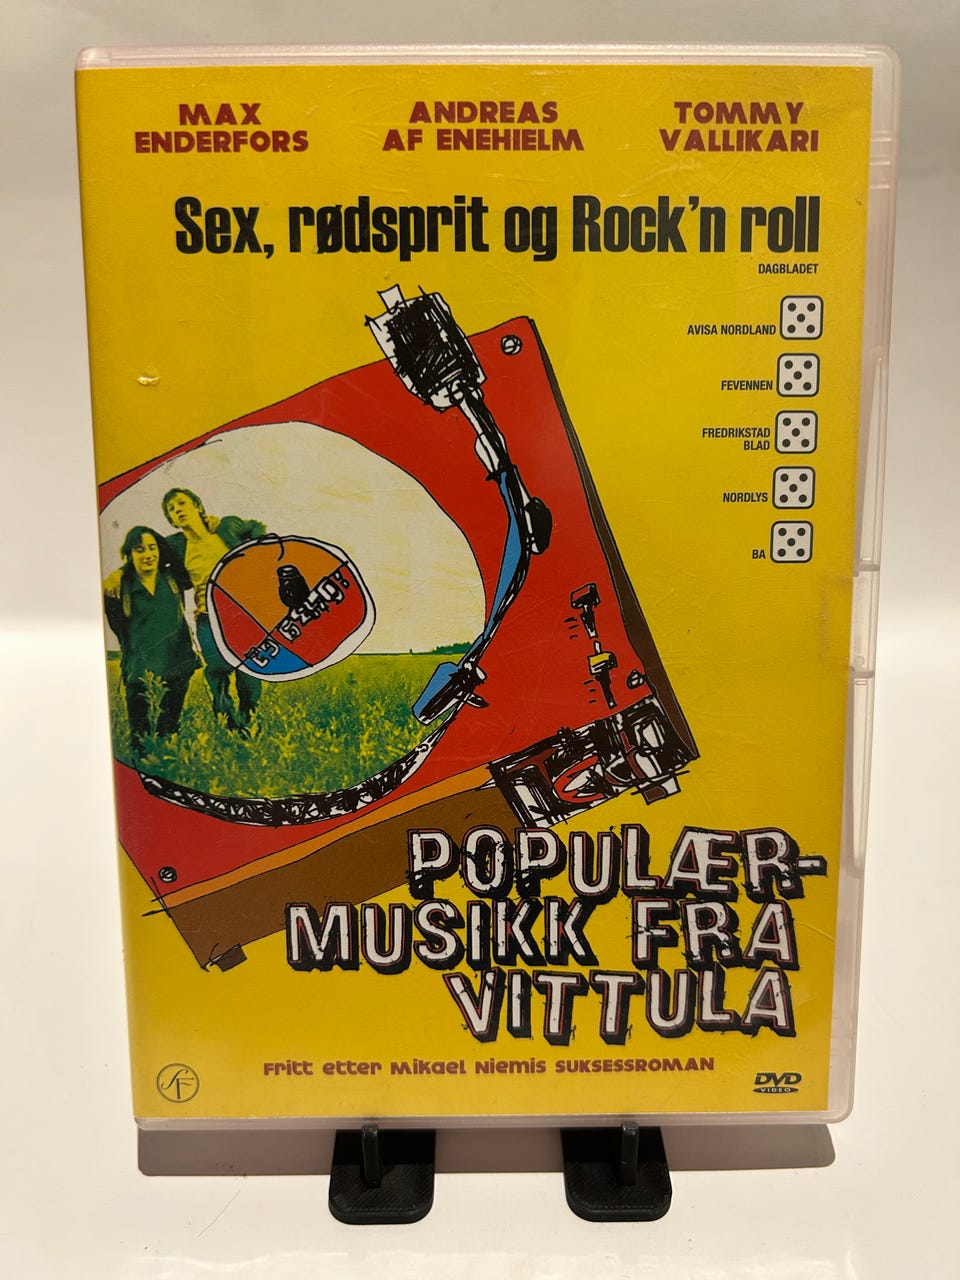 MAX
ENDERFORS
ANDREAS
AF ENEHIELM
TOMMY
VALLIKARI
Sex, rødsprit og Rock'n roll
DAGBLADET
AVISA NORDLAND
FEVENNEN
FREDRIKSTAD
BLAD
NORDLYS
BA
POPULÆR-
MUSIKK FRA
VITTULA
Fritt etter Mikael Niemis SUKSESSROMAN
SF
DVD
VIDEO